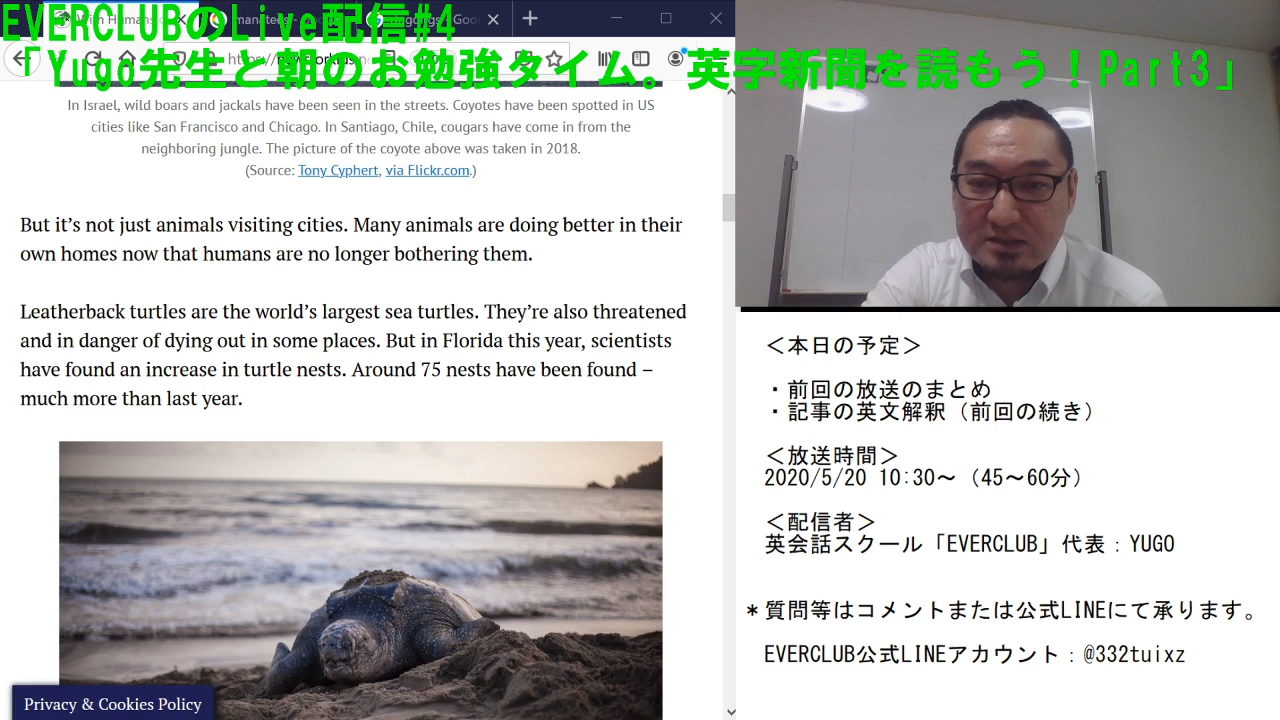 EVERCLUBのLive配信#4
「Yugo先生と朝のお勉強タイム。英字新聞を読もう！Part3」
In Israel, wild boars and jackals have been seen in the streets. Coyotes have been spotted in US
cities like San Francisco and Chicago. In Santiago, Chile, cougars have come in from the
neighboring jungle. The picture of the coyote above was taken in 2018.
(Source: Tony Cyphert, via Flickr.com.)
But it’s not just animals visiting cities. Many animals are doing better in their
own homes now that humans are no longer bothering them.
Leatherback turtles are the world’s largest sea turtles. They’re also threatened
and in danger of dying out in some places. But in Florida this year, scientists
have found an increase in turtle nests. Around 75 nests have been found –
much more than last year.
Privacy & Cookies Policy
＜本日の予定＞
・前回の放送のまとめ
・記事の英文解釈（前回の続き）
＜放送時間＞
2020/5/20 10:30～（45～60分）
＜配信者＞
英会話スクール「EVERCLUB」代表：YUGO
＊質問等はコメントまたは公式LINEにて承ります。
EVERCLUB公式LINEアカウント：@332tuixz